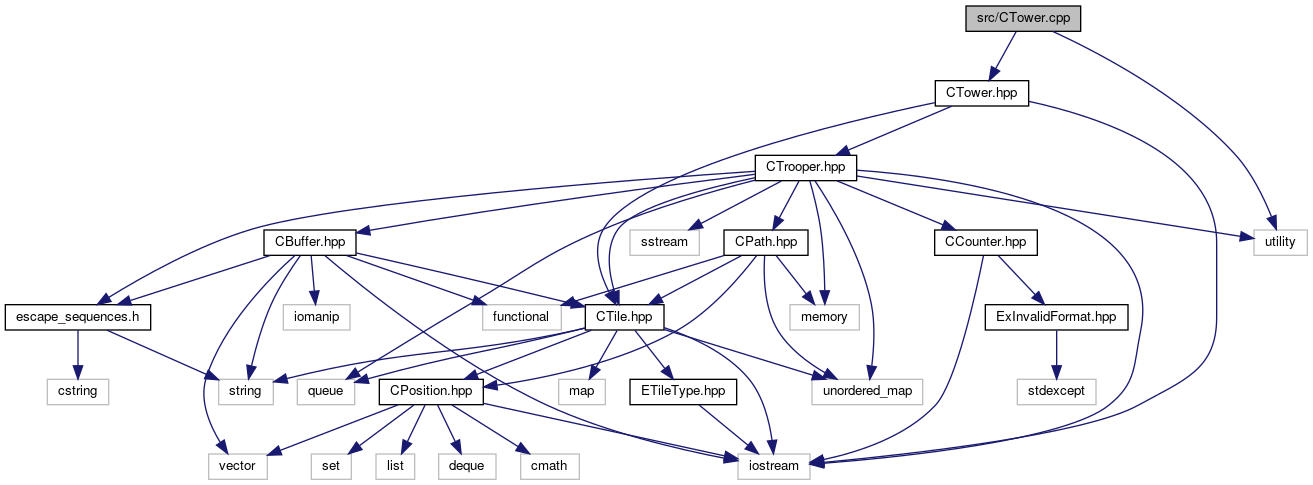 src/CTower.cpp
CTower.hpp
CTrooper.hpp
CBuffer.hpp
sstream
CPath.hpp
CCounter.hpp
utility
escape_sequences.h
iomanip
functional
CTile.hpp
memory
ExInvalidFormat.hpp
cstring
string
queue
CPosition.hpp
map
ETileType.hpp
unordered_map
stdexcept
vector
set
list
deque
cmath
iostream